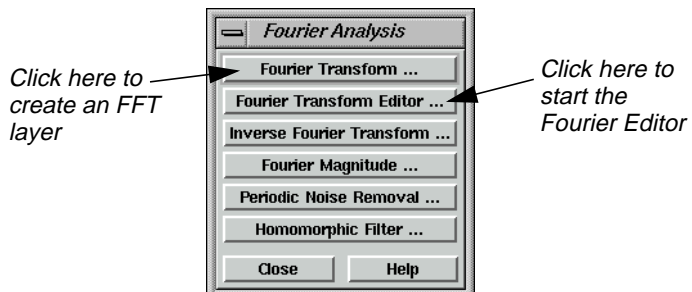 Fourier Analysis
Click here to
create an FFT
layer
Fourier Transform ...
Fourier Transform Editor ...
Inverse Fourier Transform ...
Fourier Magnitude ...
Periodic Noise Removal ...
Homomorphic Filter ...
Close
Help
Click here to
start the
Fourier Editor